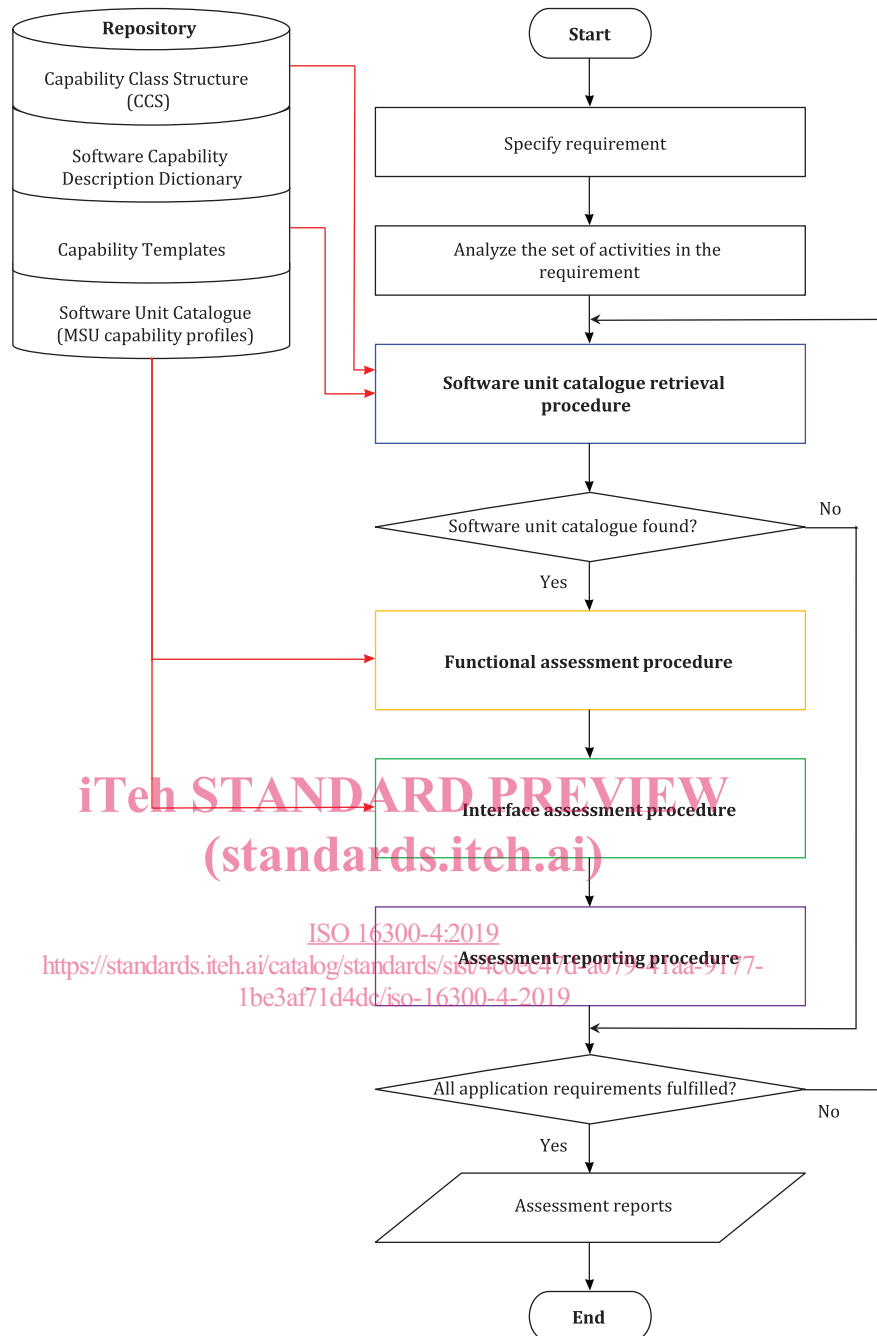 Repository
Capability Class Structure
(CCS)
Software Capability
Description Dictionary
Capability Templates
Software Unit Catalogue
(MSU capability profiles)
Start
Specify requirement
Analyze the set of activities in the
requirement
Software unit catalogue retrieval
procedure
Software unit catalogue found?
No
Yes
Functional assessment procedure
Interface assessment procedure
Assessment reporting procedure
All application requirements fulfilled?
No
Yes
Assessment reports
End
iTeh STANDARD PREVIEW
(standards.iteh.ai)
ISO 16300-4:2019
https://standards.iteh.ai/catalog/standards/sist/4c0ec47d-a079-41aa-9177-
1be3af71d4dc/iso-16300-4-2019